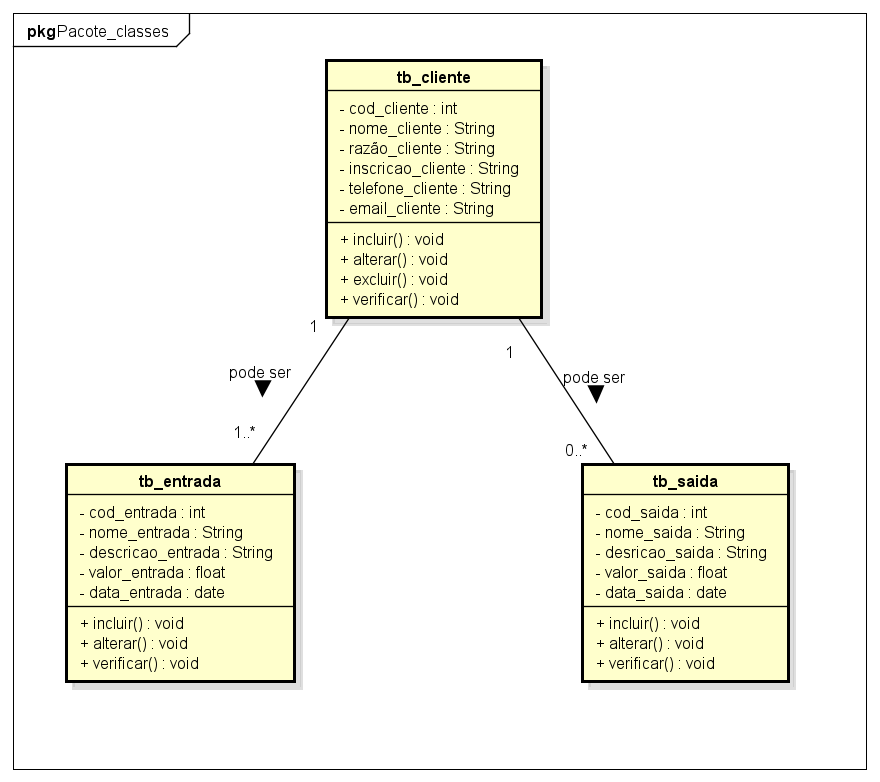 pkg Pacote_classes
tb_cliente
- cod_cliente : int
- nome_cliente : String
- razão_cliente : String
- inscricao_cliente : String
- telefone_cliente : String
- email_cliente : String
+ incluir() : void
+ alterar() : void
+ excluir() : void
+ verificar() : void
1
pode ser
1..*
1
pode ser
0..*
tb_entrada
- cod_entrada : int
- nome_entrada : String
- descricao_entrada : String
- valor_entrada : float
- data_entrada : date
+ incluir() : void
+ alterar() : void
+ verificar() : void
tb_saida
- cod_saida : int
- nome_saida : String
- desricao_saida : String
- valor_saida : float
- data_saida : date
+ incluir() : void
+ alterar() : void
+ verificar() : void